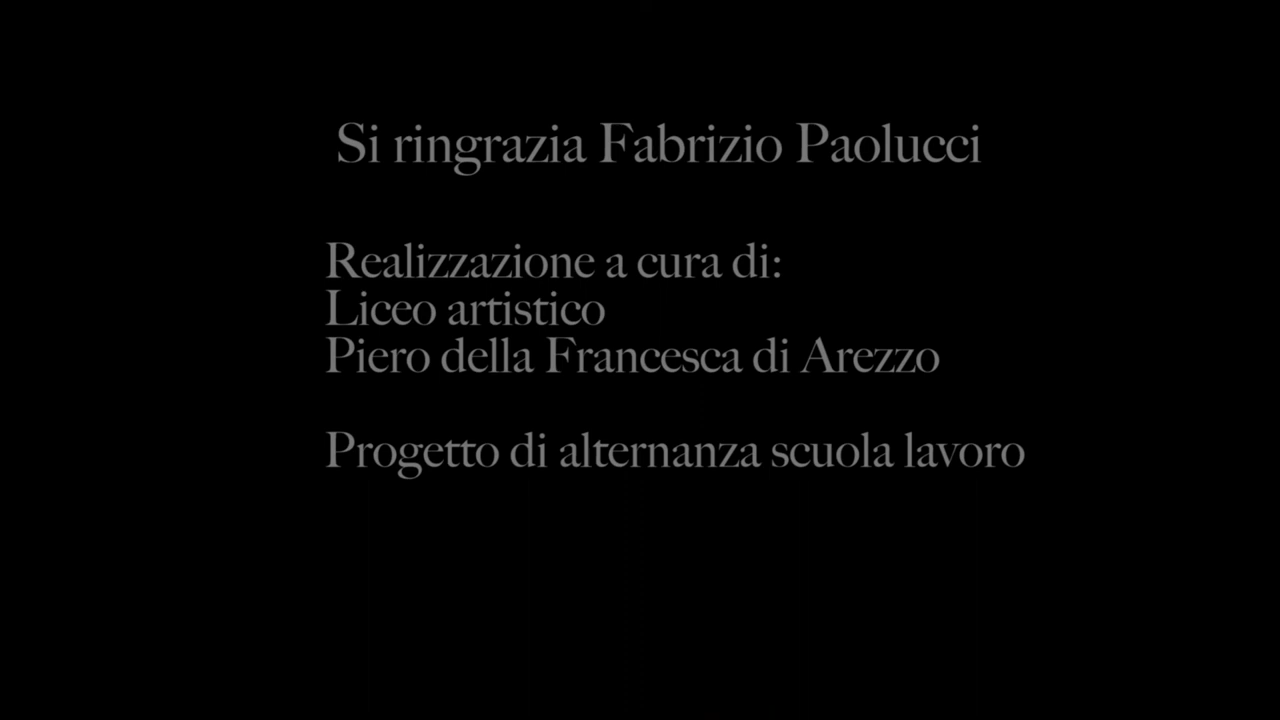 Si ringrazia Fabrizio Paolucci
Realizzazione a cura di:
Liceo artistico
Piero della Francesca di Arezzo
Progetto di alternanza scuola lavoro